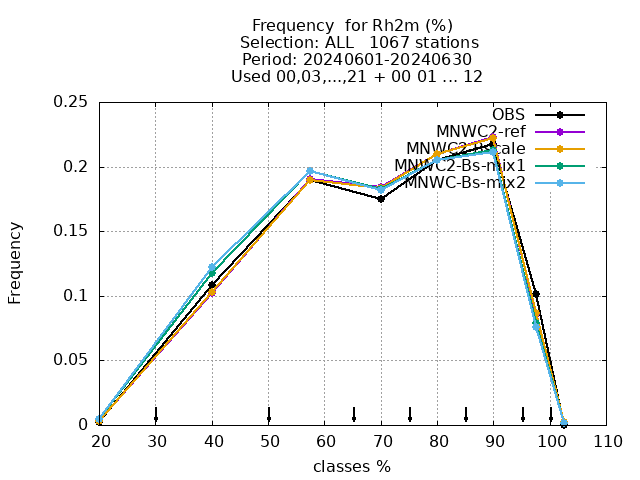 Frequency  for Rh2m (%)
Selection: ALL   1067 stations
Period: 20240601-20240630
Used 00,03,...,21 + 00 01 ... 12
0.25
0.2
0.15
0.1
0.05
0
Frequency
OBS
MNWC2-ref
MNWC2-Bs-mix1
MNWC-Bs-mix2
20 30 40 50 60 70 80 90 100 110
classes %